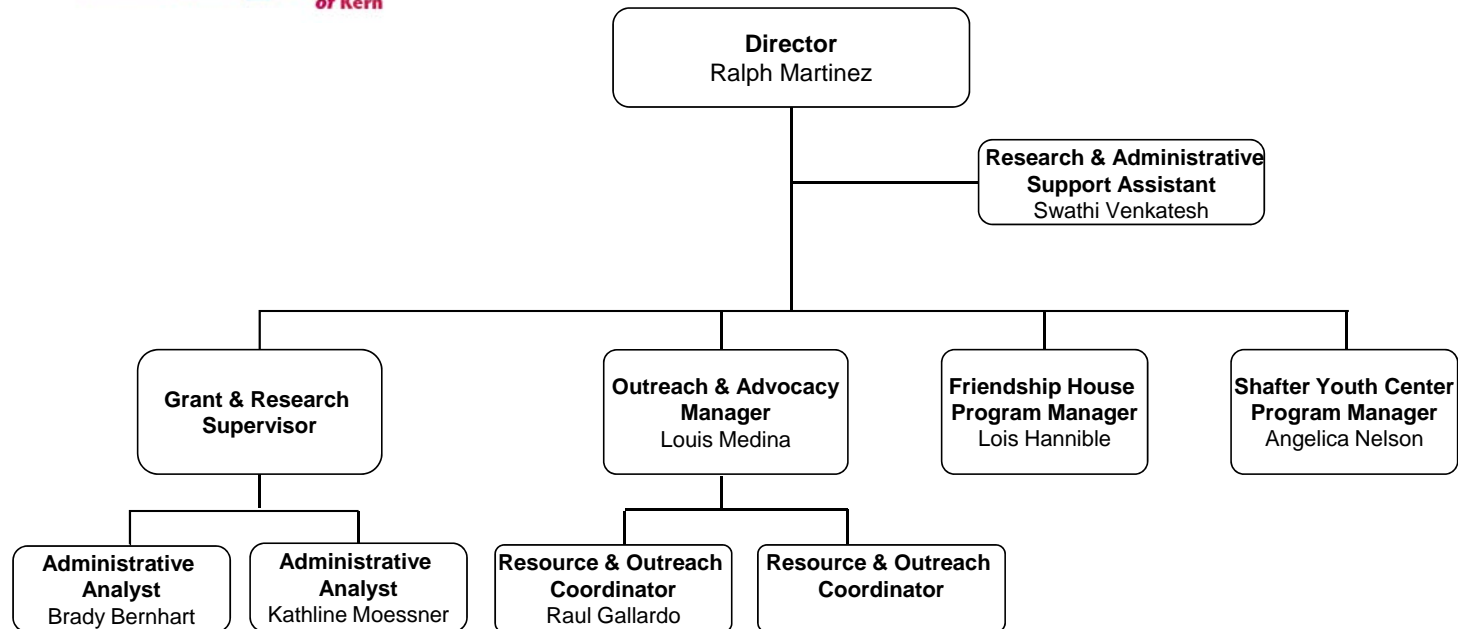 of Kern
Director
Ralph Martinez
Research & Administrative
Support Assistant
Swathi Venkatesh
Grant & Research
Supervisor
Outreach & Advocacy
Manager
Louis Medina
Friendship House
Program Manager
Lois Hannible
Shafter Youth Center
Program Manager
Angelica Nelson
Administrative
Analyst
Brady Bernhart
Administrative
Analyst
Kathline Moessner
Resource & Outreach
Coordinator
Raul Gallardo
Resource & Outreach
Coordinator